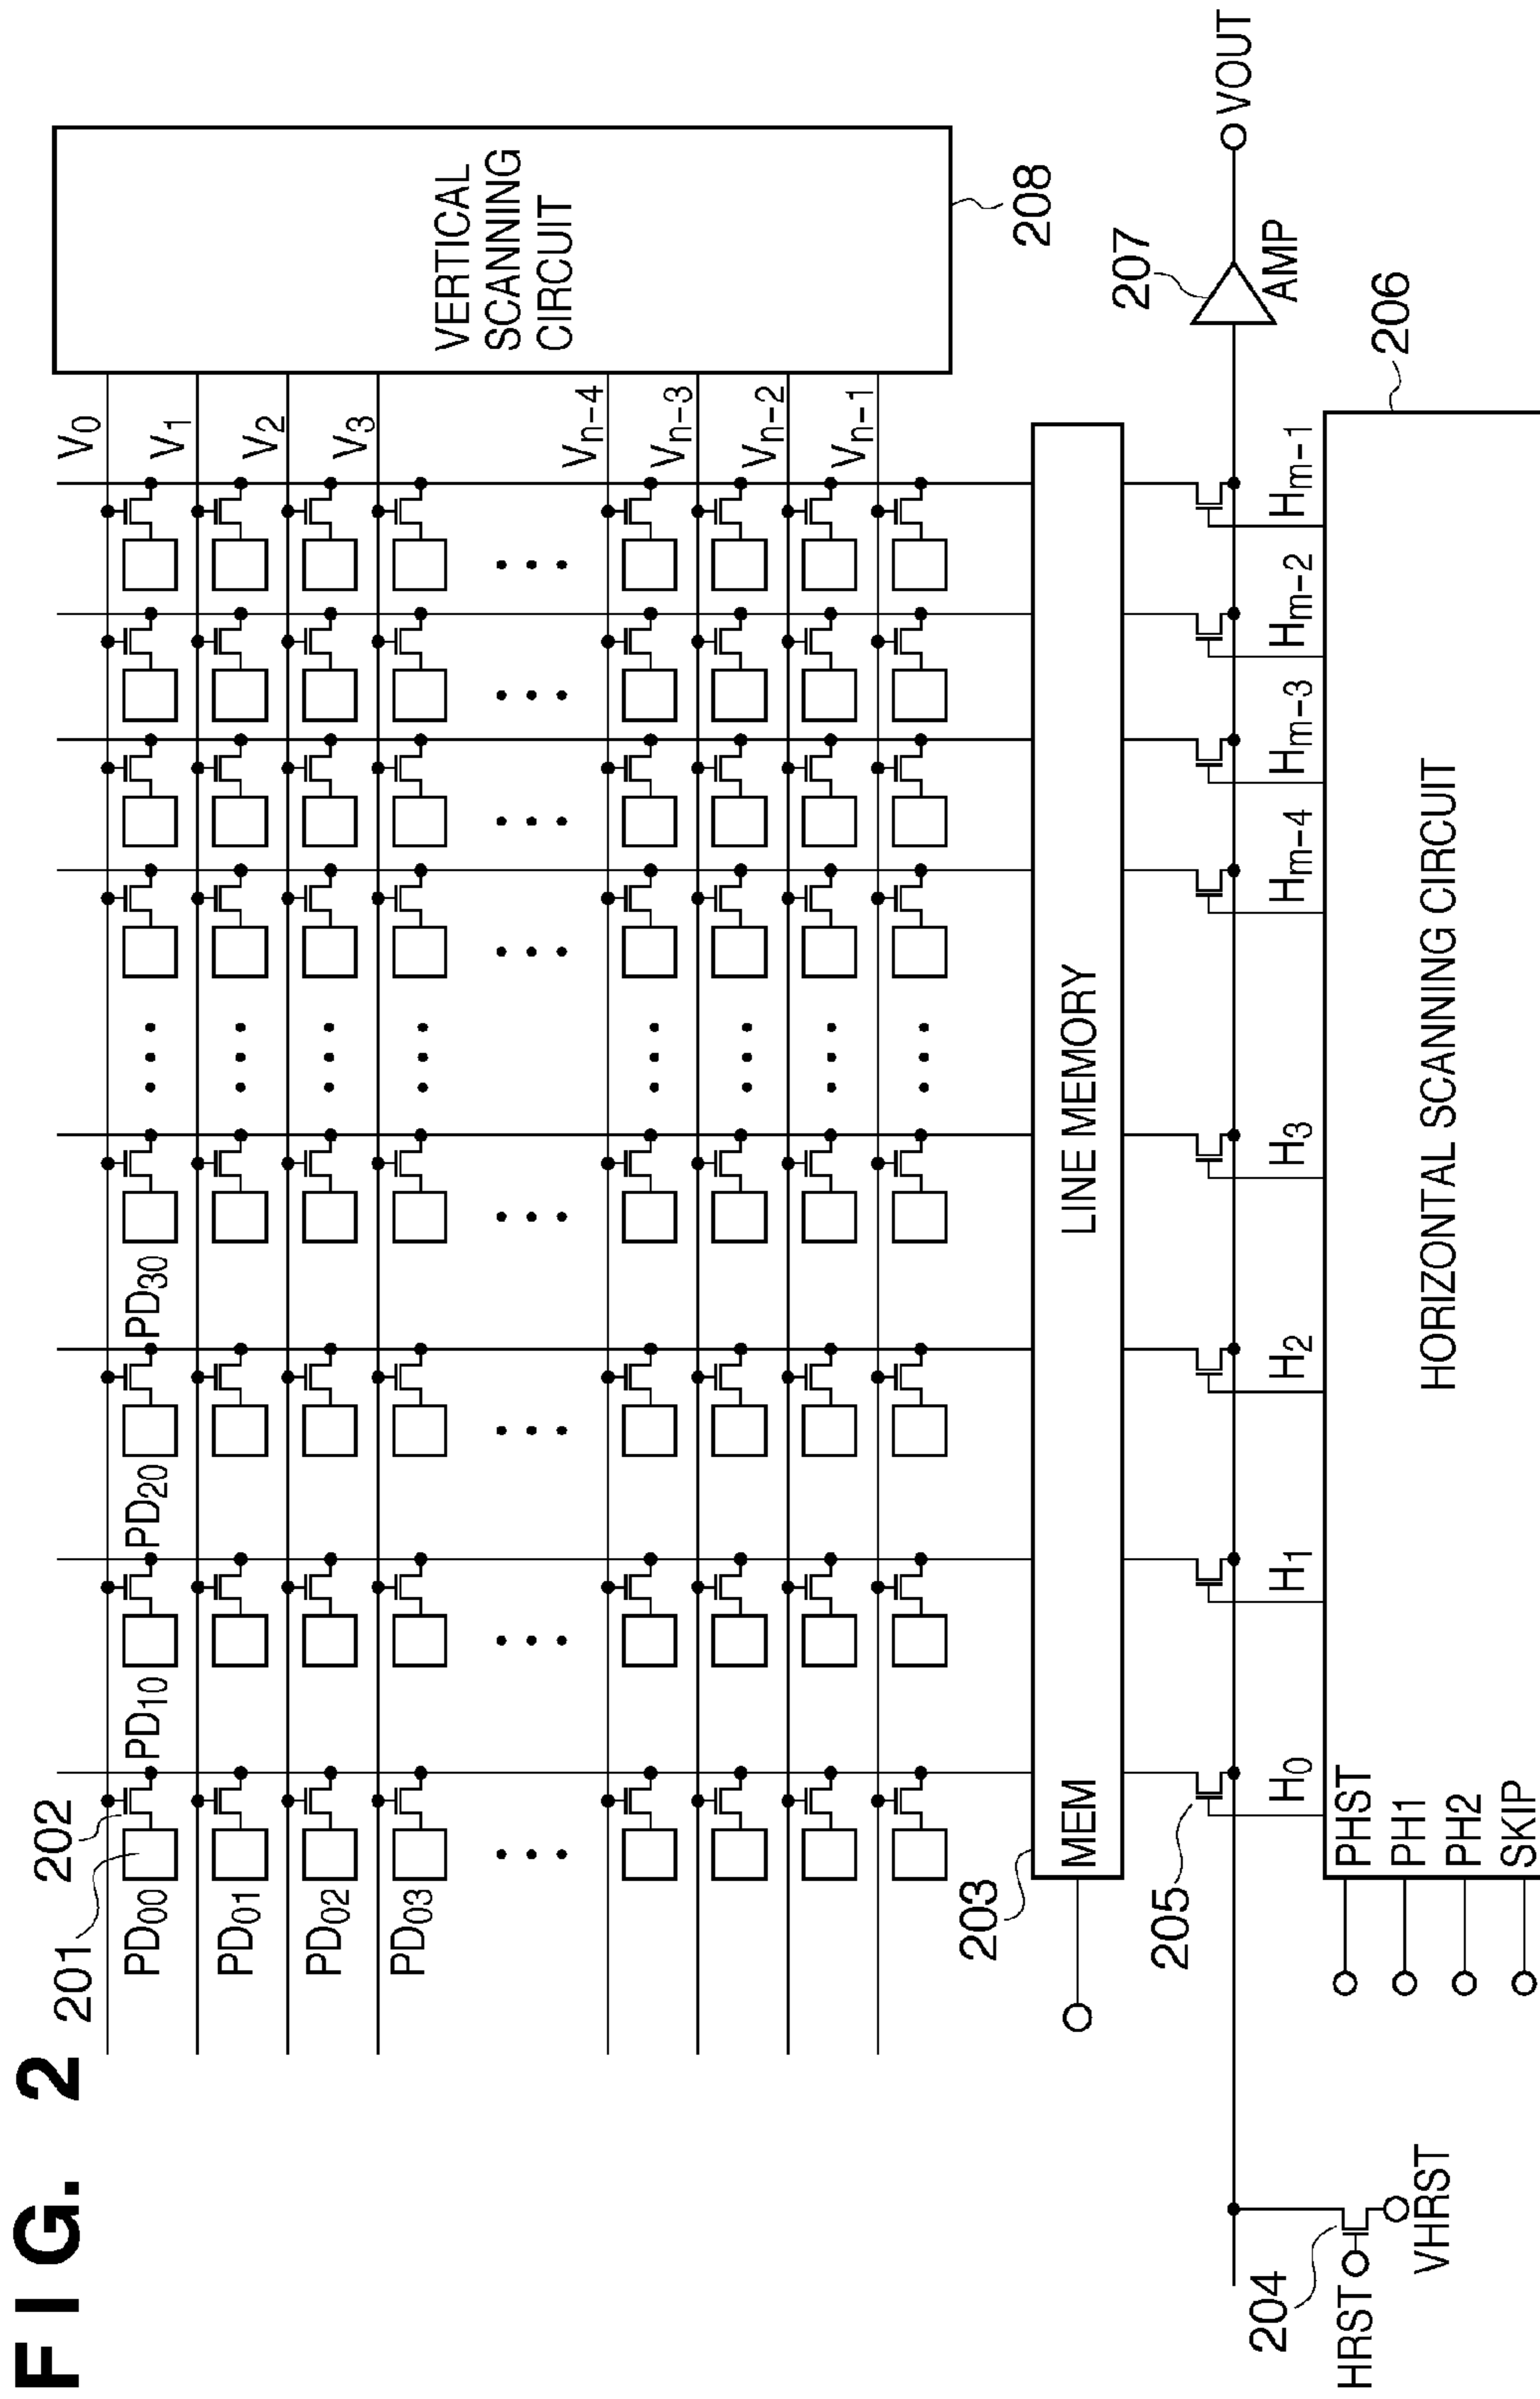 FIG. 2
201
202
V0
PD00
PD10
PD20
PD30
V1
PD01
V2
PD02
V3
PD03
Vn-4
Vn-3
Vn-2
Vn-1
VERTICAL
SCANNING
CIRCUIT
208
203
MEM
LINE MEMORY
205
207
AMP
VOUT
204
HRST
VHRST
H0
H1
H2
H3
Hm-4
Hm-3
Hm-2
Hm-1
206
PHST
PH1
PH2
SKIP
HORIZONTAL SCANNING CIRCUIT